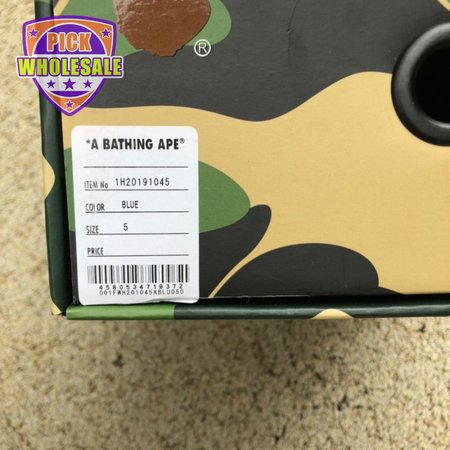 PICK
WHOLESALE
®
*A BATHING APE®
ITEM No 1H20191045
COLOR BLUE
SIZE 5
PRICE
4580534719372
001FWH201045XBLU050